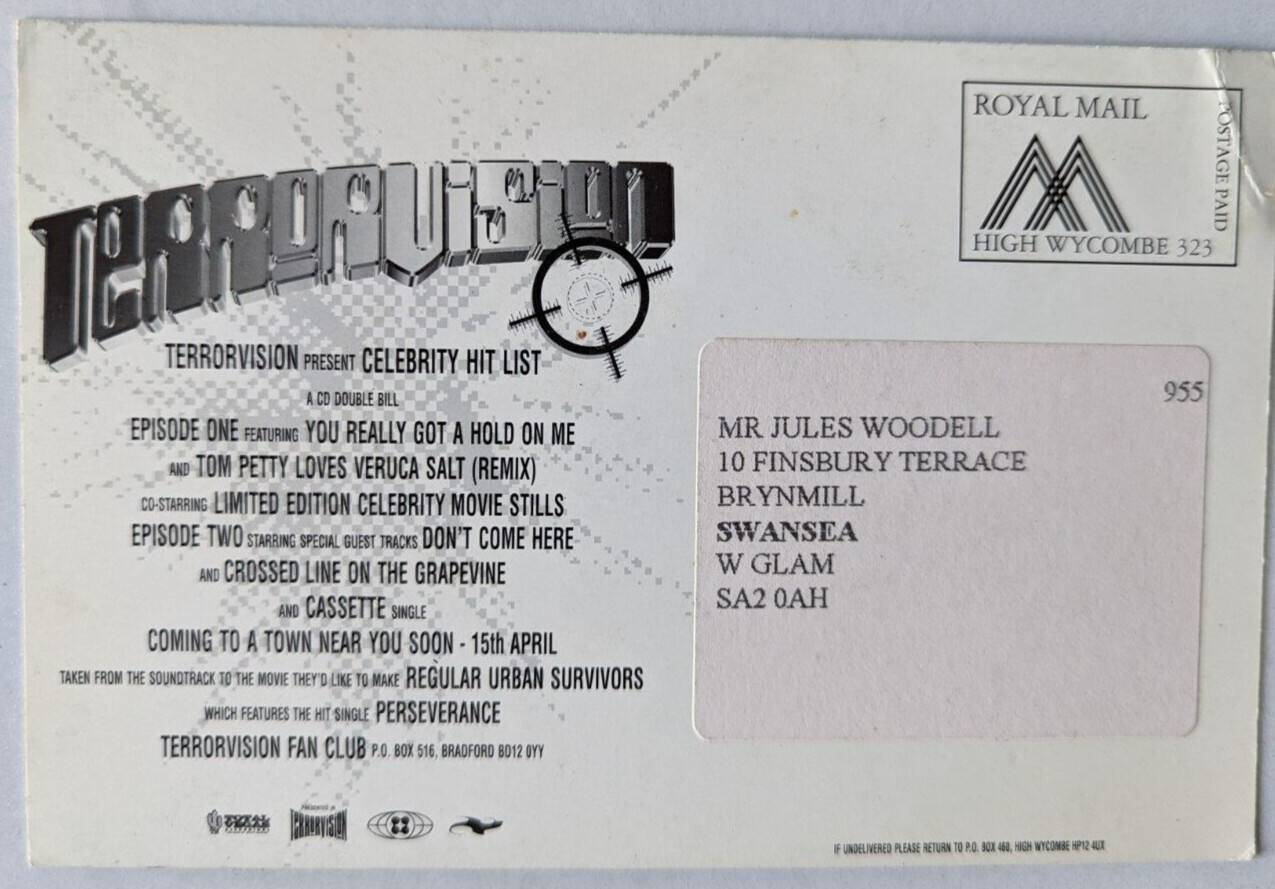 TERRORVISION
TERRORVISION PRESENT CELEBRITY HIT LIST
A CD DOUBLE BILL
EPISODE ONE FEATURING YOU REALLY GOT A HOLD ON ME
AND TOM PETTY LOVES VERUCA SALT (REMIX)
CO-STARRING LIMITED EDITION CELEBRITY MOVIE STILLS
EPISODE TWO STARRING SPECIAL GUEST TRACKS DON'T COME HERE
AND CROSSED LINE ON THE GRAPEVINE
AND CASSETTE SINGLE
COMING TO A TOWN NEAR YOU SOON - 15th APRIL
TAKEN FROM THE SOUNDTRACK TO THE MOVIE THEY'D LIKE TO MAKE REGULAR URBAN SURVIVORS
WHICH FEATURES THE HIT SINGLE PERSEVERANCE
TERRORVISION FAN CLUB P.O. BOX 516, BRADFORD BD12 0YY
PRESENTED IN
TERRORVISION
ROYAL MAIL
POSTAGE PAID
HIGH WYCOMBE 323
955
MR JULES WOODELL
10 FINSBURY TERRACE
BRYNMILL
SWANSEA
W GLAM
SA2 0AH
IF UNDELIVERED PLEASE RETURN TO P.O. BOX 460, HIGH WYCOMBE HP12 4UX